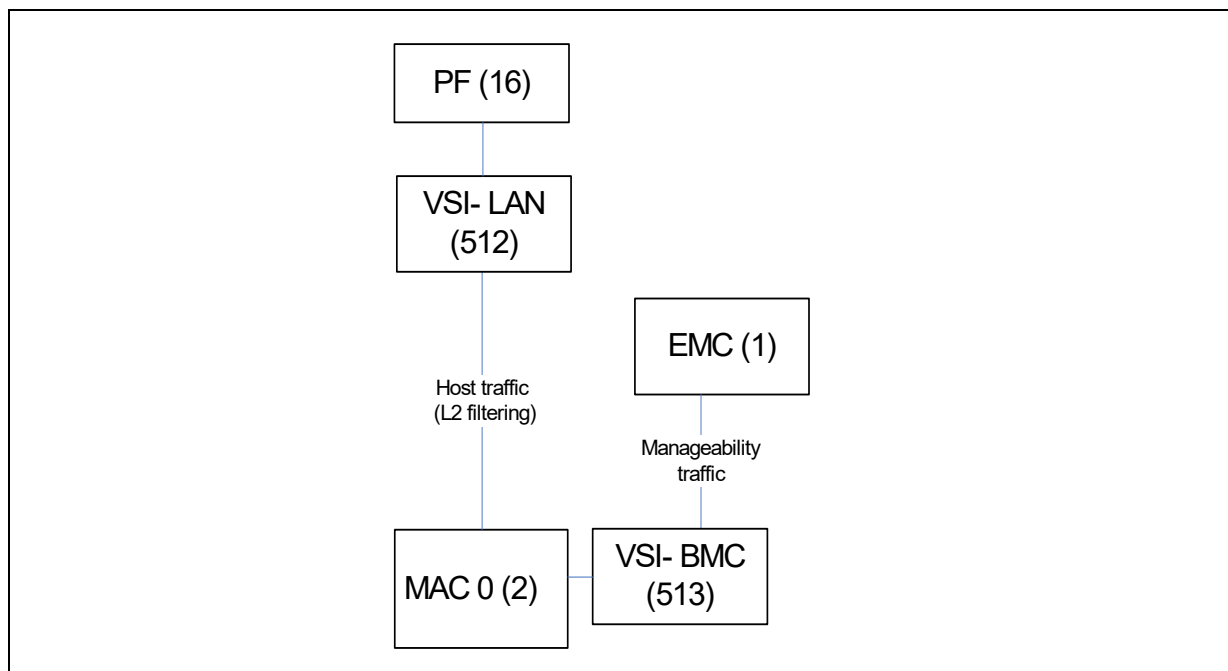 PF (16)
VSI- LAN
(512)
EMC (1)
Host traffic
(L2 filtering)
Manageability
traffic
MAC 0 (2)
VSI- BMC
(513)